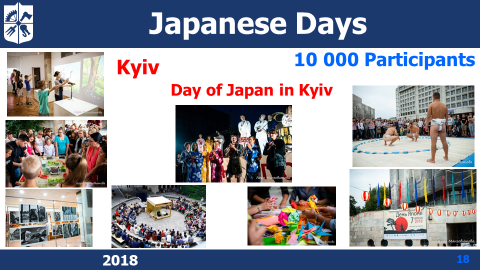 Japanese Days
10 000 Participants
Kyiv
Day of Japan in Kyiv
2018
18